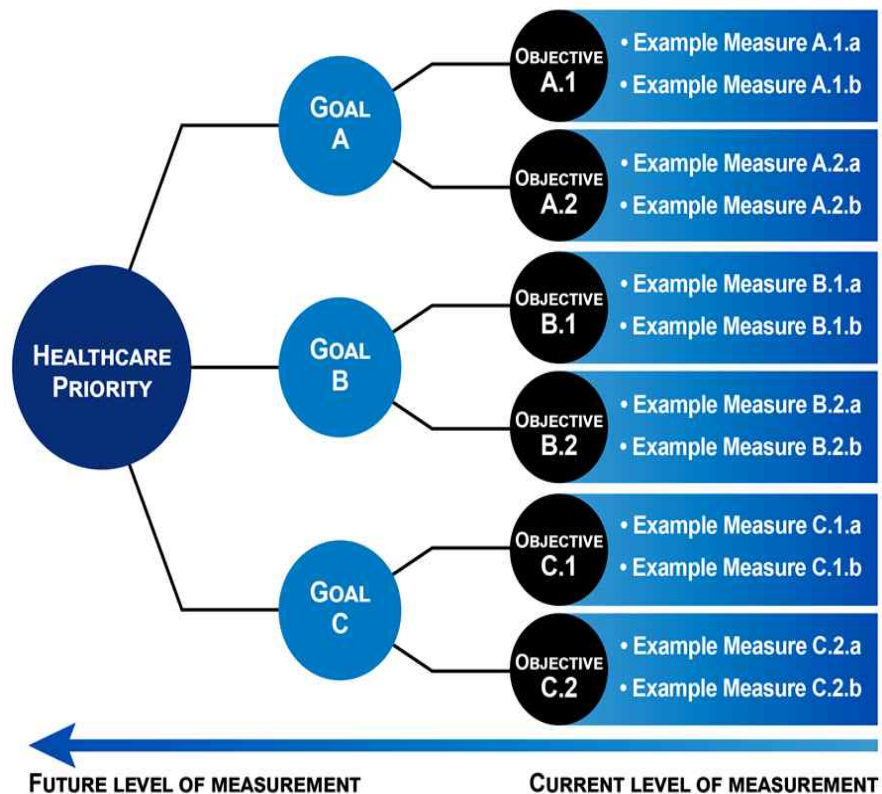 HEALTHCARE
PRIORITY
GOAL
A
OBJECTIVE
A.1
• Example Measure A.1.a
• Example Measure A.1.b
OBJECTIVE
A.2
• Example Measure A.2.a
• Example Measure A.2.b
GOAL
B
OBJECTIVE
B.1
• Example Measure B.1.a
• Example Measure B.1.b
OBJECTIVE
B.2
• Example Measure B.2.a
• Example Measure B.2.b
GOAL
C
OBJECTIVE
C.1
• Example Measure C.1.a
• Example Measure C.1.b
OBJECTIVE
C.2
• Example Measure C.2.a
• Example Measure C.2.b
FUTURE LEVEL OF MEASUREMENT
CURRENT LEVEL OF MEASUREMENT